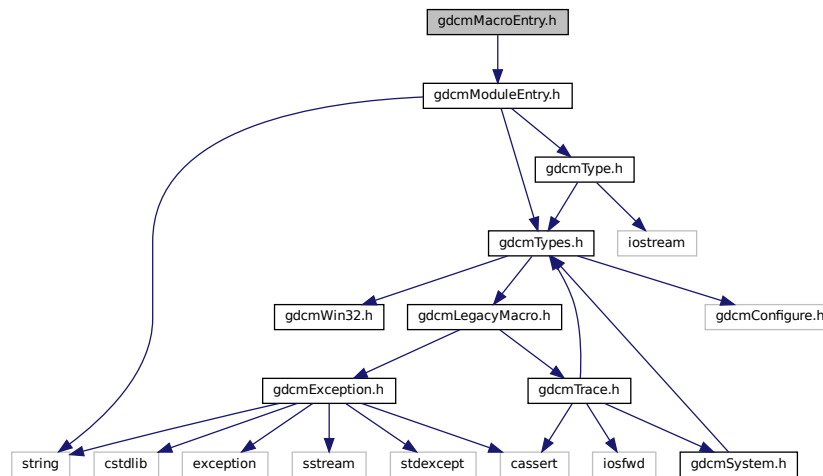 gdcmMacroEntry.h
gdcmModuleEntry.h
gdcmType.h
gdcmTypes.h
iostream
gdcmWin32.h
gdcmLegacyMacro.h
gdcmConfigure.h
gdcmException.h
gdcmTrace.h
string
cstdlib
exception
sstream
stdexcept
cassert
iosfwd
gdcmSystem.h